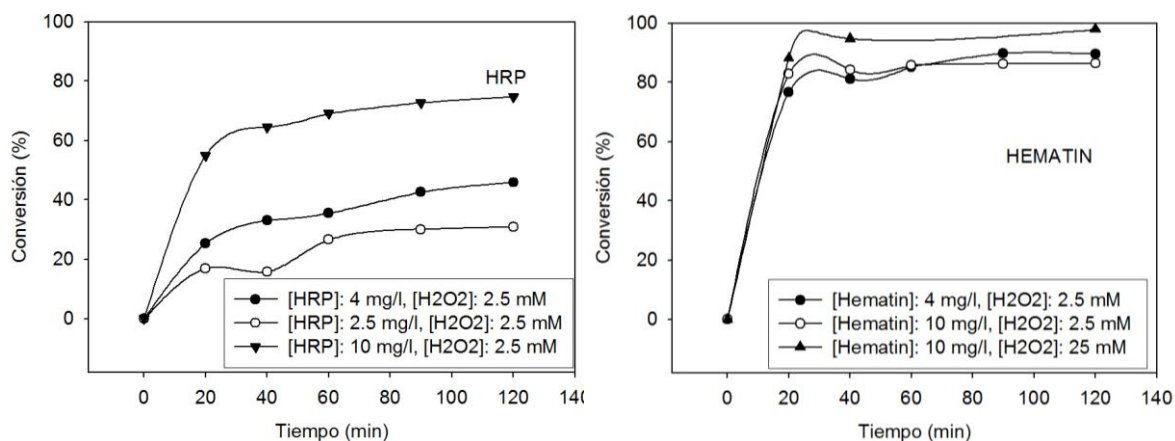 100
80
60
40
20
0
Conversión (%)
HRP
[HRP]: 4 mg/l, [H2O2]: 2.5 mM
[HRP]: 2.5 mg/l, [H2O2]: 2.5 mM
[HRP]: 10 mg/l, [H2O2]: 2.5 mM
0 20 40 60 80 100 120 140
Tiempo (min)
100
80
60
40
20
0
Conversión (%)
HEMATIN
[Hematin]: 4 mg/l, [H2O2]: 2.5 mM
[Hematin]: 10 mg/l, [H2O2]: 2.5 mM
[Hematin]: 10 mg/l, [H2O2]: 25 mM
0 20 40 60 80 100 120 140
Tiempo (min)